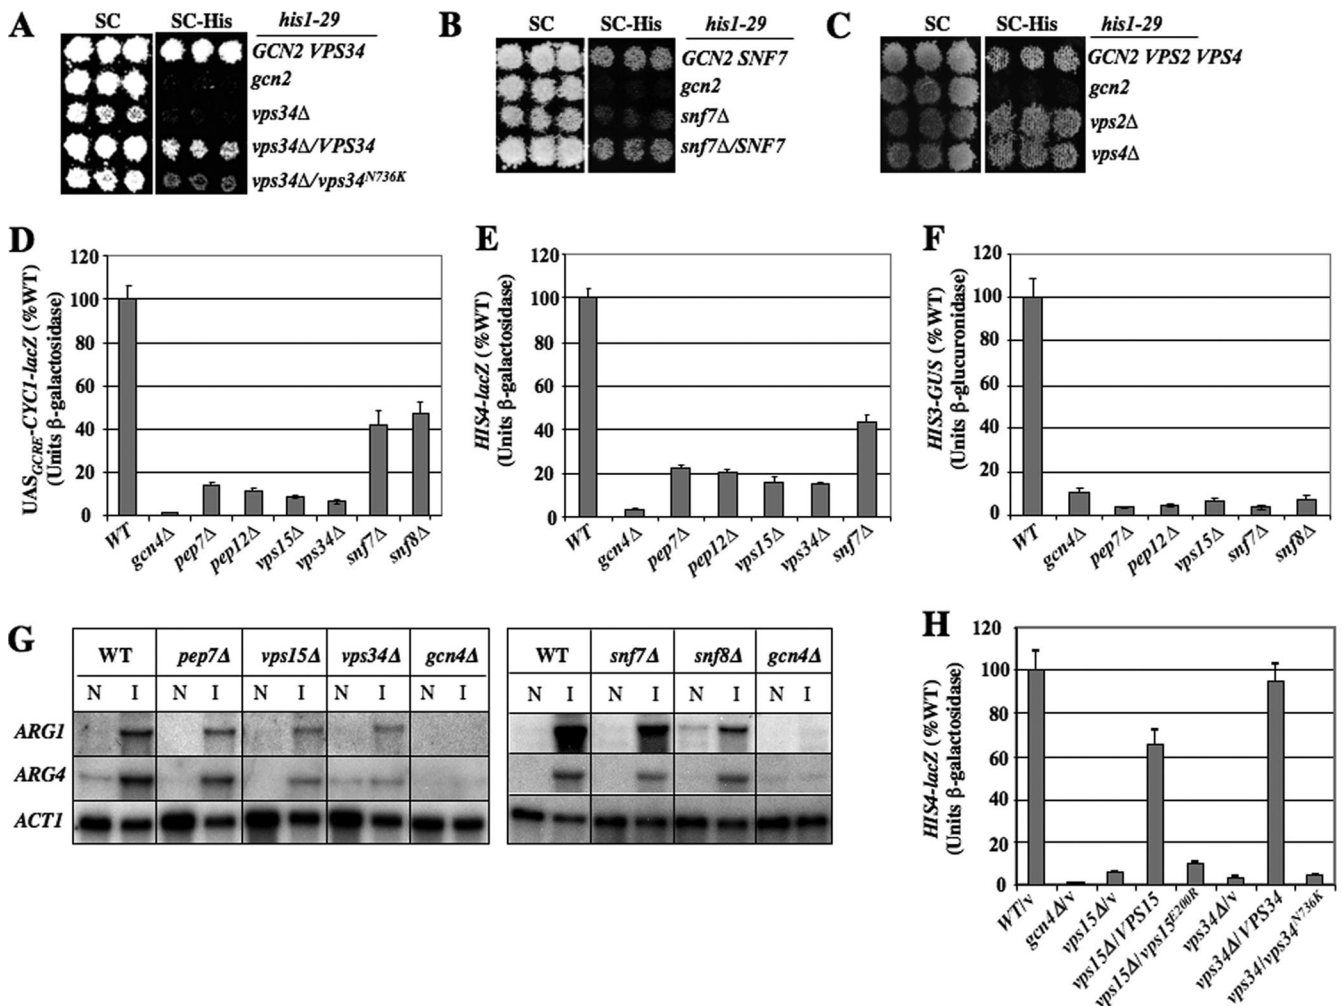 A SC SC-His his1-29
GCN2 VPS34
gcn2
vps34Δ
vps34Δ/VPS34
vps34Δ/vps34N736K
B SC SC-His his1-29
GCN2 SNF7
gcn2
snf7Δ
snf7Δ/SNF7
C SC SC-His his1-29
GCN2 VPS2 VPS4
gcn2
vps2Δ
vps4Δ
D
UASGCRE-CYC1-lacZ (%WT)
(Units β-galactosidase)
120
100
80
60
40
20
0
WT gcn4Δ pep7Δ pep12Δ vps15Δ vps34Δ snf7Δ snf8Δ
E
HIS4-lacZ (%WT)
(Units β-galactosidase)
120
100
80
60
40
20
0
WT gcn4Δ pep7Δ pep12Δ vps15Δ vps34Δ snf7Δ
F
HIS3-GUS (%WT)
(Units β-glucuronidase)
120
100
80
60
40
20
0
WT gcn4Δ pep7Δ pep12Δ vps15Δ snf7Δ snf8Δ
G
WT pep7Δ vps15Δ vps34Δ gcn4Δ
N I N I N I N I N I
WT snf7Δ snf8Δ gcn4Δ
N I N I N I N I
ARG1
ARG4
ACT1
H
HIS4-lacZ (%WT)
(Units β-galactosidase)
120
100
80
60
40
20
0
WT/v gcn4Δ/v vps15Δ/v vps15Δ/VPS15 vps15Δ/vps15E200R vps34Δ/v vps34Δ/VPS34 vps34/vps34N736K